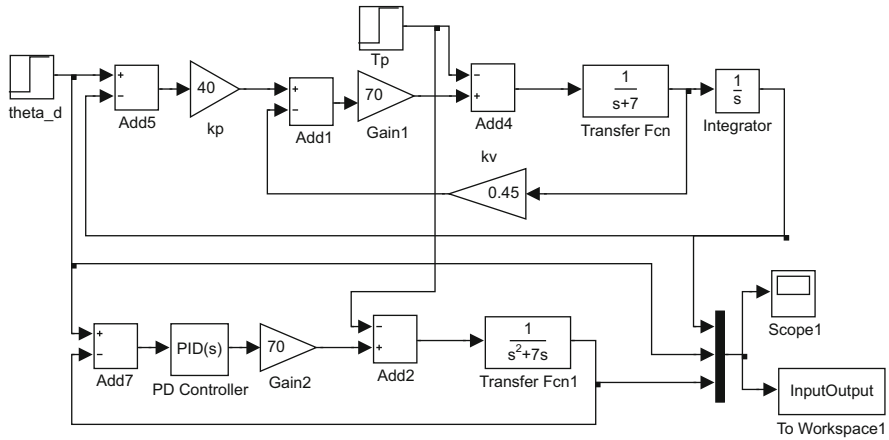 Tp
theta_d
+
−
Add5
40
kp
+
−
Add1
70
Gain1
−
+
Add4
1
s+7
Transfer Fcn
1
s
Integrator
kv
0.45
+
−
Add7
PID(s)
PD Controller
70
Gain2
−
+
Add2
1
s²+7s
Transfer Fcn1
Scope1
InputOutput
To Workspace1